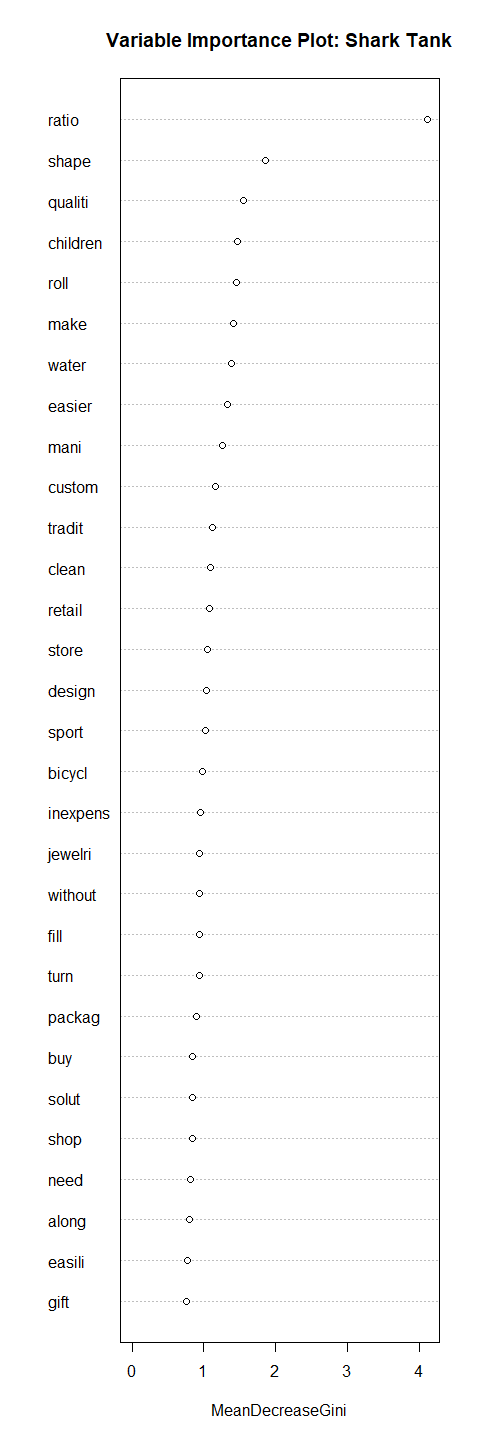 Variable Importance Plot: Shark Tank
ratio
shape
qualiti
children
roll
make
water
easier
mani
custom
tradit
clean
retail
store
design
sport
bicycl
inexpens
jewelri
without
fill
turn
packag
buy
solut
shop
need
along
easili
gift
0 1 2 3 4
MeanDecreaseGini